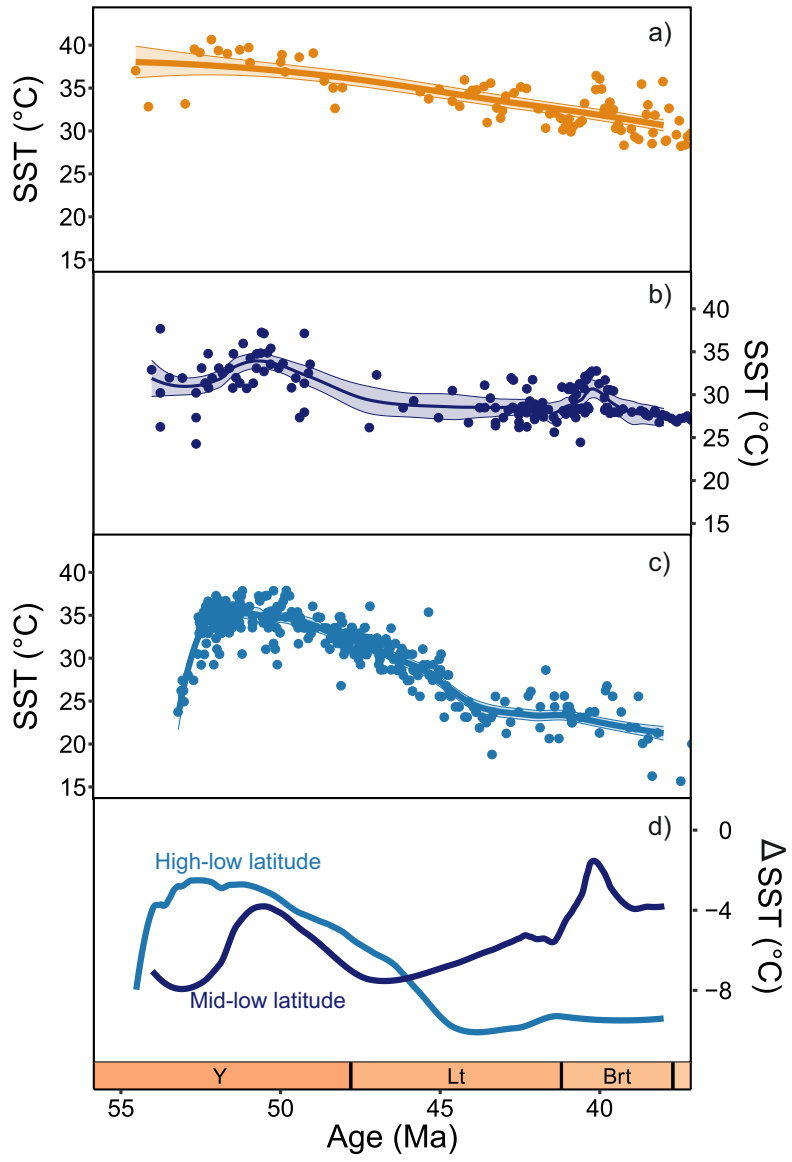 a)
40
35
30
25
20
15
SST (°C)
b)
40
35
30
25
20
15
SST (°C)
c)
40
35
30
25
20
15
SST (°C)
d)
High-low latitude
Mid-low latitude
0
−4
−8
Δ SST (°C)
Y Lt Brt
55 50 45 40
Age (Ma)